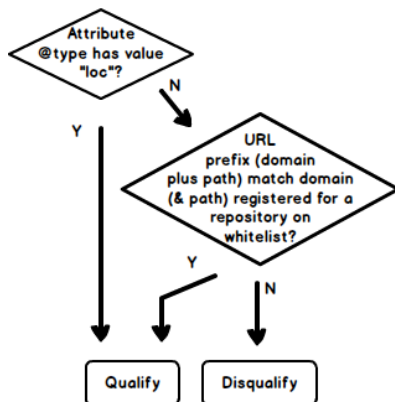 Attribute
@type has value
"loc"?
N
Y
URL
prefix (domain
plus path) match domain
(& path) registered for a
repository on
whitelist?
Y
N
Qualify
Disqualify